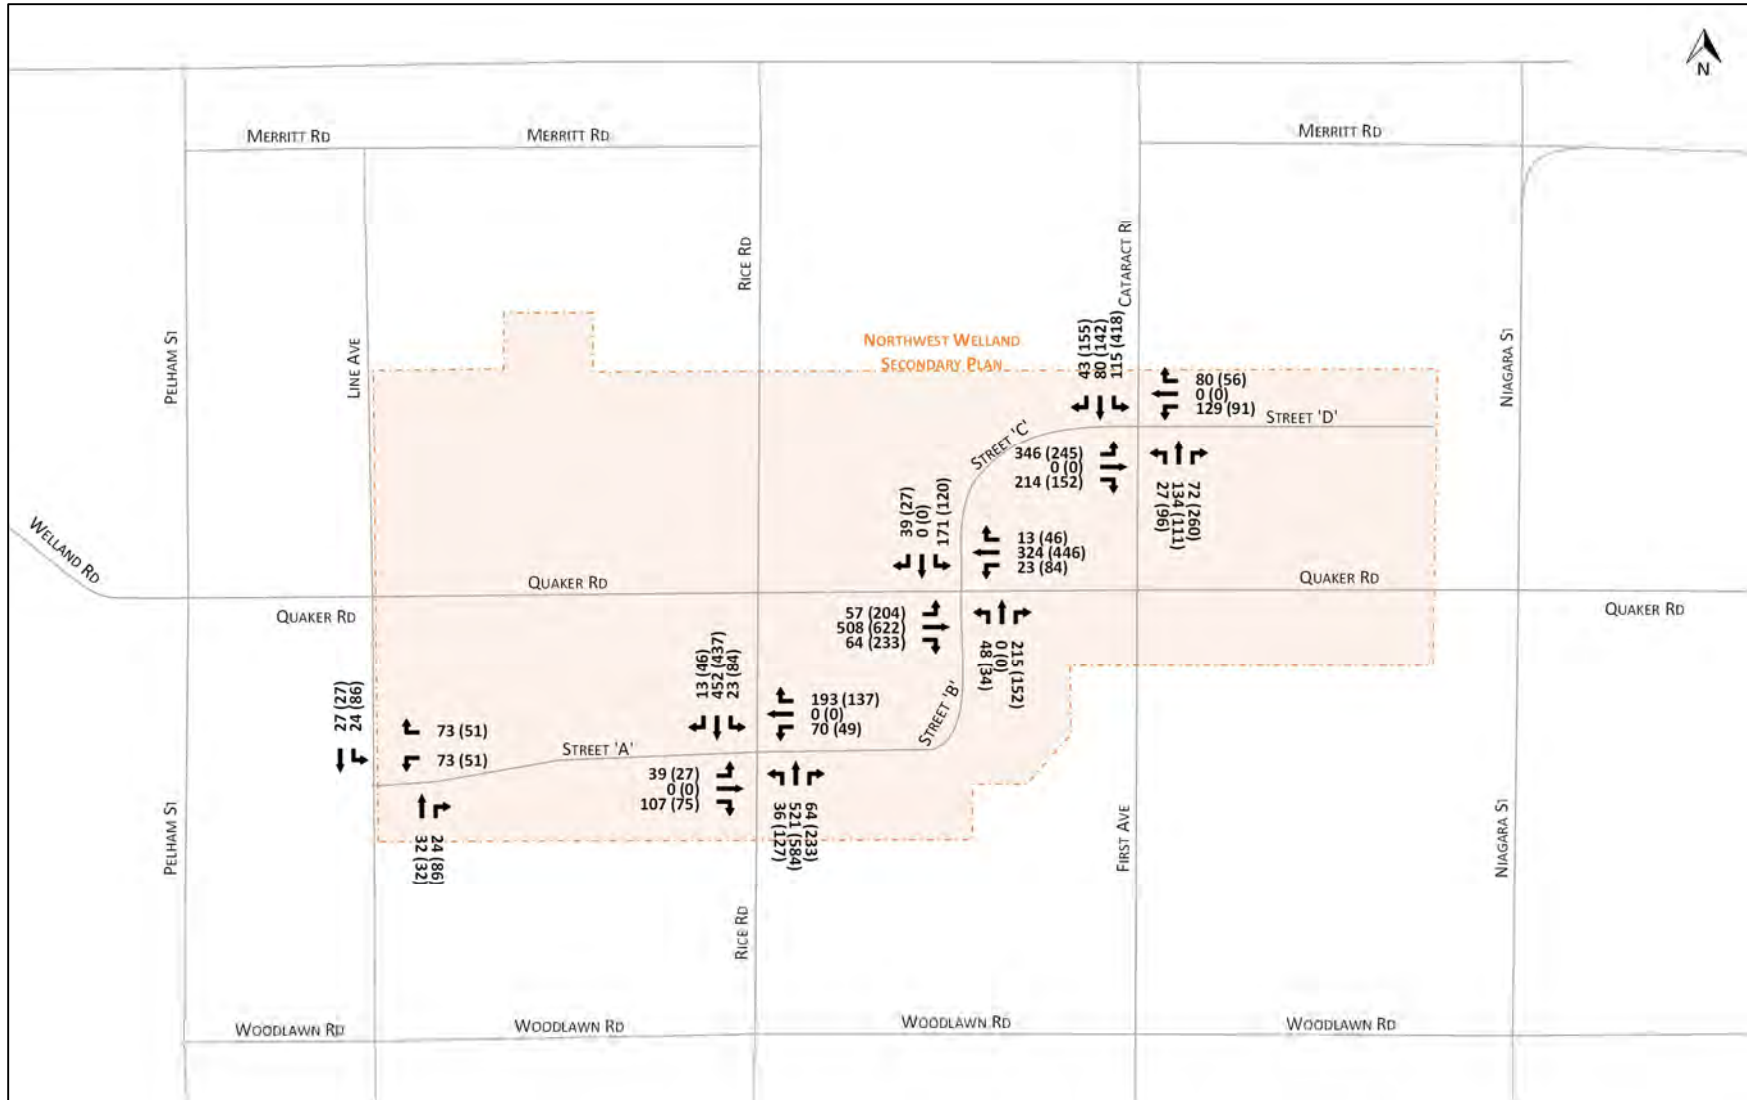 N
MERRITT RD
MERRITT RD
MERRITT RD
RICE RD
CATARACT RI
PELHAM ST
LINE AVE
NIAGARA ST
NORTHWEST WELLAND
SECONDARY PLAN
43 (155)
80 (142)
115 (418)
80 (56)
0 (0)
129 (91)
STREET 'D'
STREET 'C'
346 (245)
0 (0)
214 (152)
27 (96)
134 (111)
72 (260)
39 (27)
0 (0)
171 (120)
13 (46)
324 (446)
23 (84)
WELLAND RD
QUAKER RD
QUAKER RD
QUAKER RD
QUAKER RD
57 (204)
508 (622)
64 (233)
48 (34)
0 (0)
215 (152)
13 (46)
452 (437)
23 (84)
193 (137)
0 (0)
70 (49)
STREET 'B'
27 (27)
24 (86)
73 (51)
73 (51)
STREET 'A'
39 (27)
0 (0)
107 (75)
36 (127)
521 (584)
64 (233)
32 (32)
24 (86)
PELHAM ST
RICE RD
FIRST AVE
NIAGARA ST
WOODLAWN RD
WOODLAWN RD
WOODLAWN RD
WOODLAWN RD